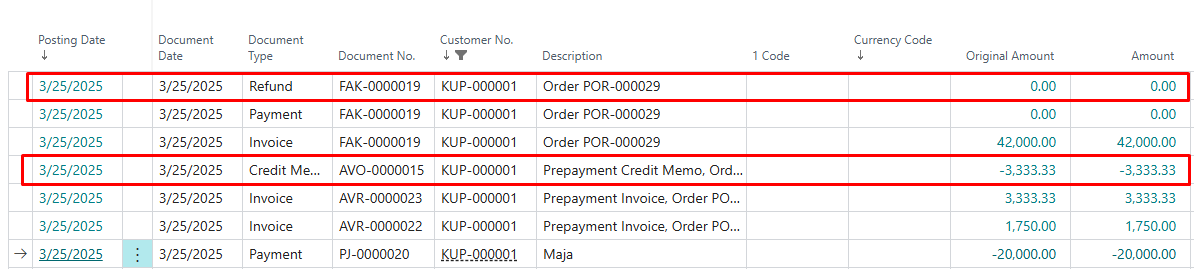 Posting Date Document Date Document Type Document No. Customer No. Description 1 Code Currency Code Original Amount Amount
3/25/2025 3/25/2025 Refund FAK-0000019 KUP-000001 Order POR-000029 0.00 0.00
3/25/2025 3/25/2025 Payment FAK-0000019 KUP-000001 Order POR-000029 0.00 0.00
3/25/2025 3/25/2025 Invoice FAK-0000019 KUP-000001 Order POR-000029 42,000.00 42,000.00
3/25/2025 3/25/2025 Credit Me... AVO-0000015 KUP-000001 Prepayment Credit Memo, Ord... -3,333.33 -3,333.33
3/25/2025 3/25/2025 Invoice AVR-0000023 KUP-000001 Prepayment Invoice, Order PO... 3,333.33 3,333.33
3/25/2025 3/25/2025 Invoice AVR-0000022 KUP-000001 Prepayment Invoice, Order PO... 1,750.00 1,750.00
3/25/2025 3/25/2025 Payment PJ-0000020 KUP-000001 Maja -20,000.00 -20,000.00